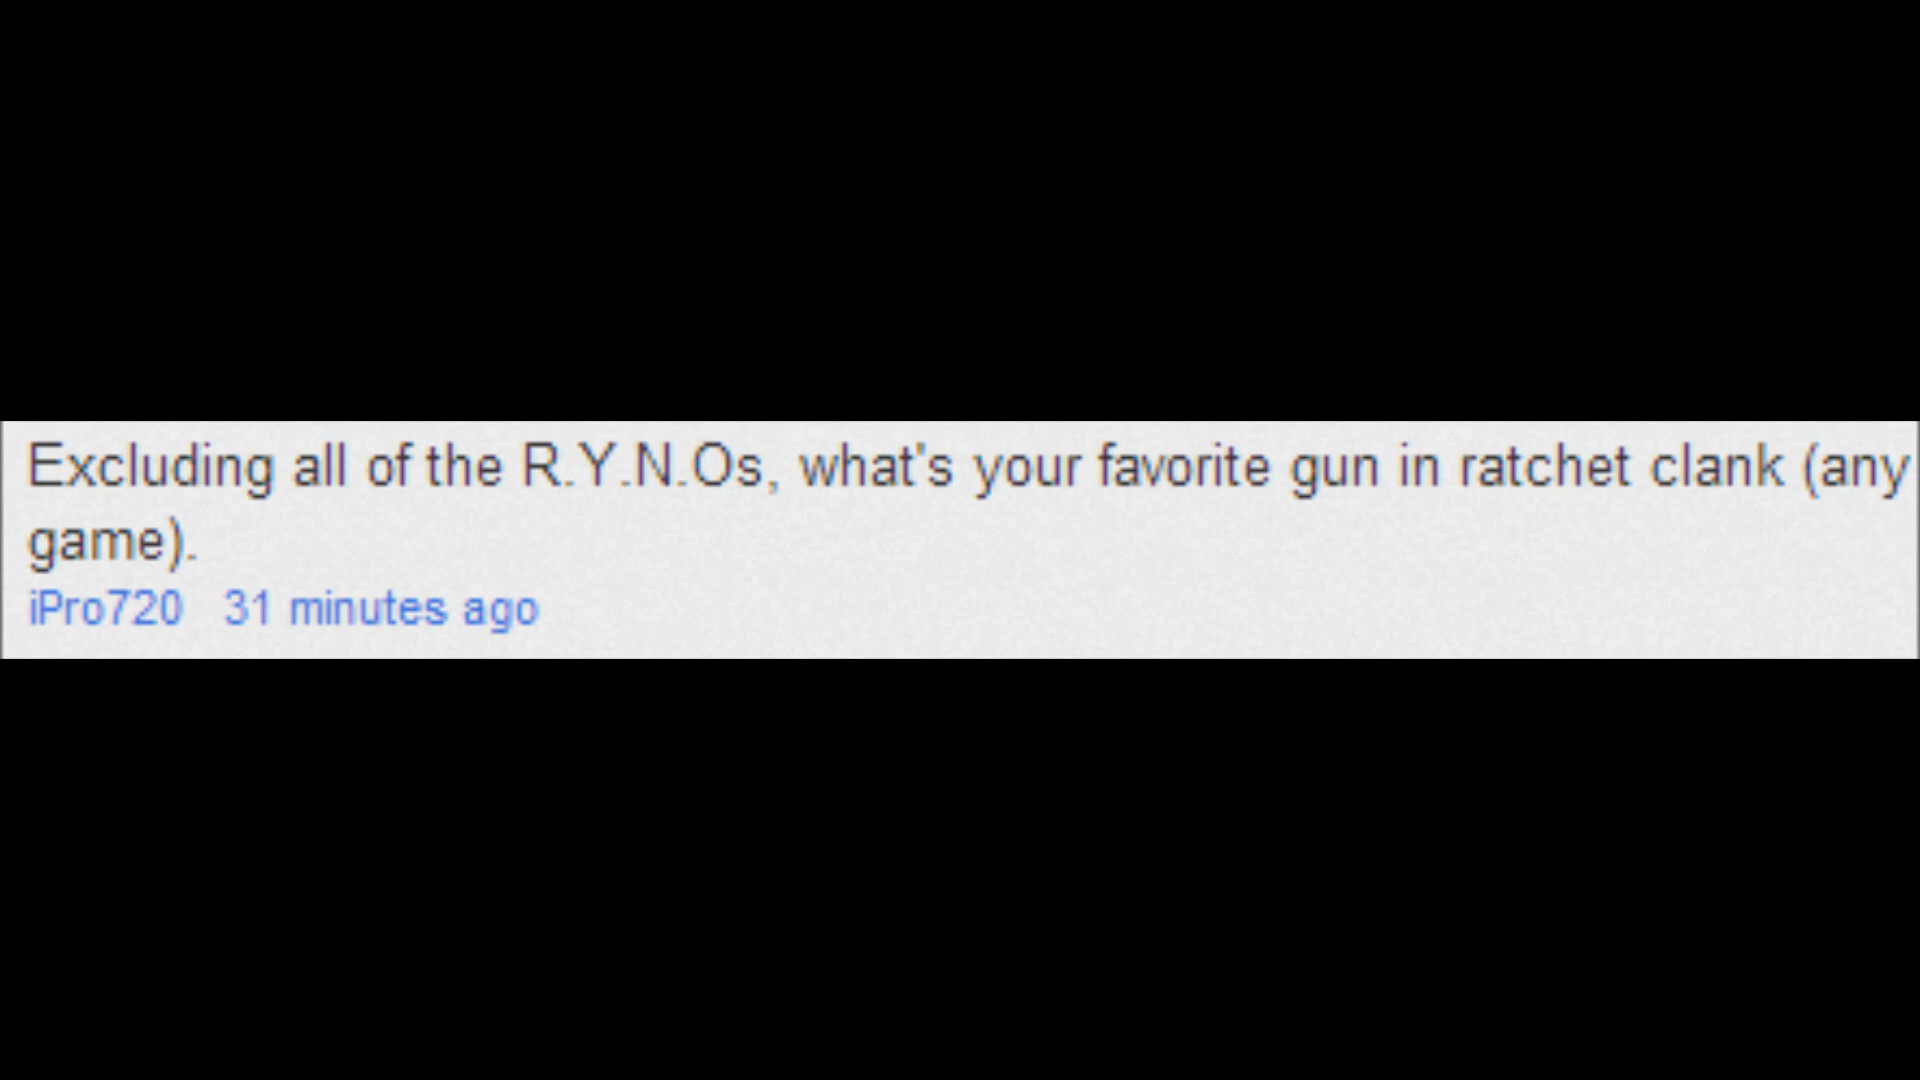 Excluding all of the R.Y.N.Os, what's your favorite gun in ratchet clank (any
game).
iPro720 31 minutes ago